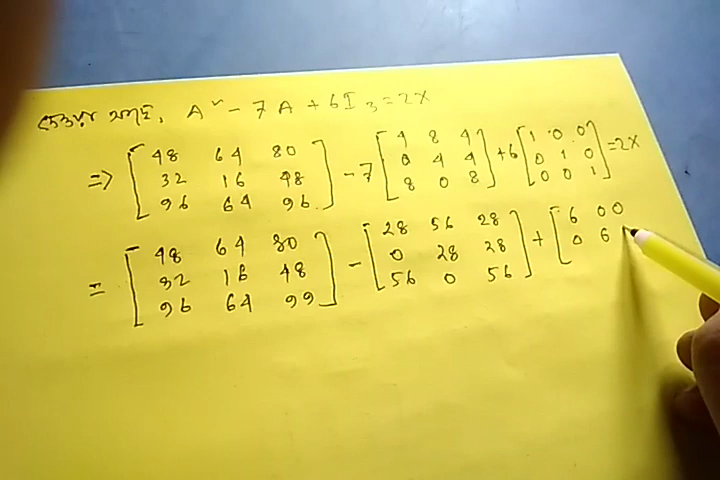 দেওয়া আছে, A² - 7A + 6I₃ = 2X
=> [48 64 80 32 16 48 96 64 96] - 7 [4 8 4 0 4 4 8 0 8] + 6 [1 0 0 0 1 0 0 0 1] = 2X
= [48 64 80 32 16 48 96 64 99] - [28 56 28 0 28 28 56 0 56] + [6 0 0 0 6